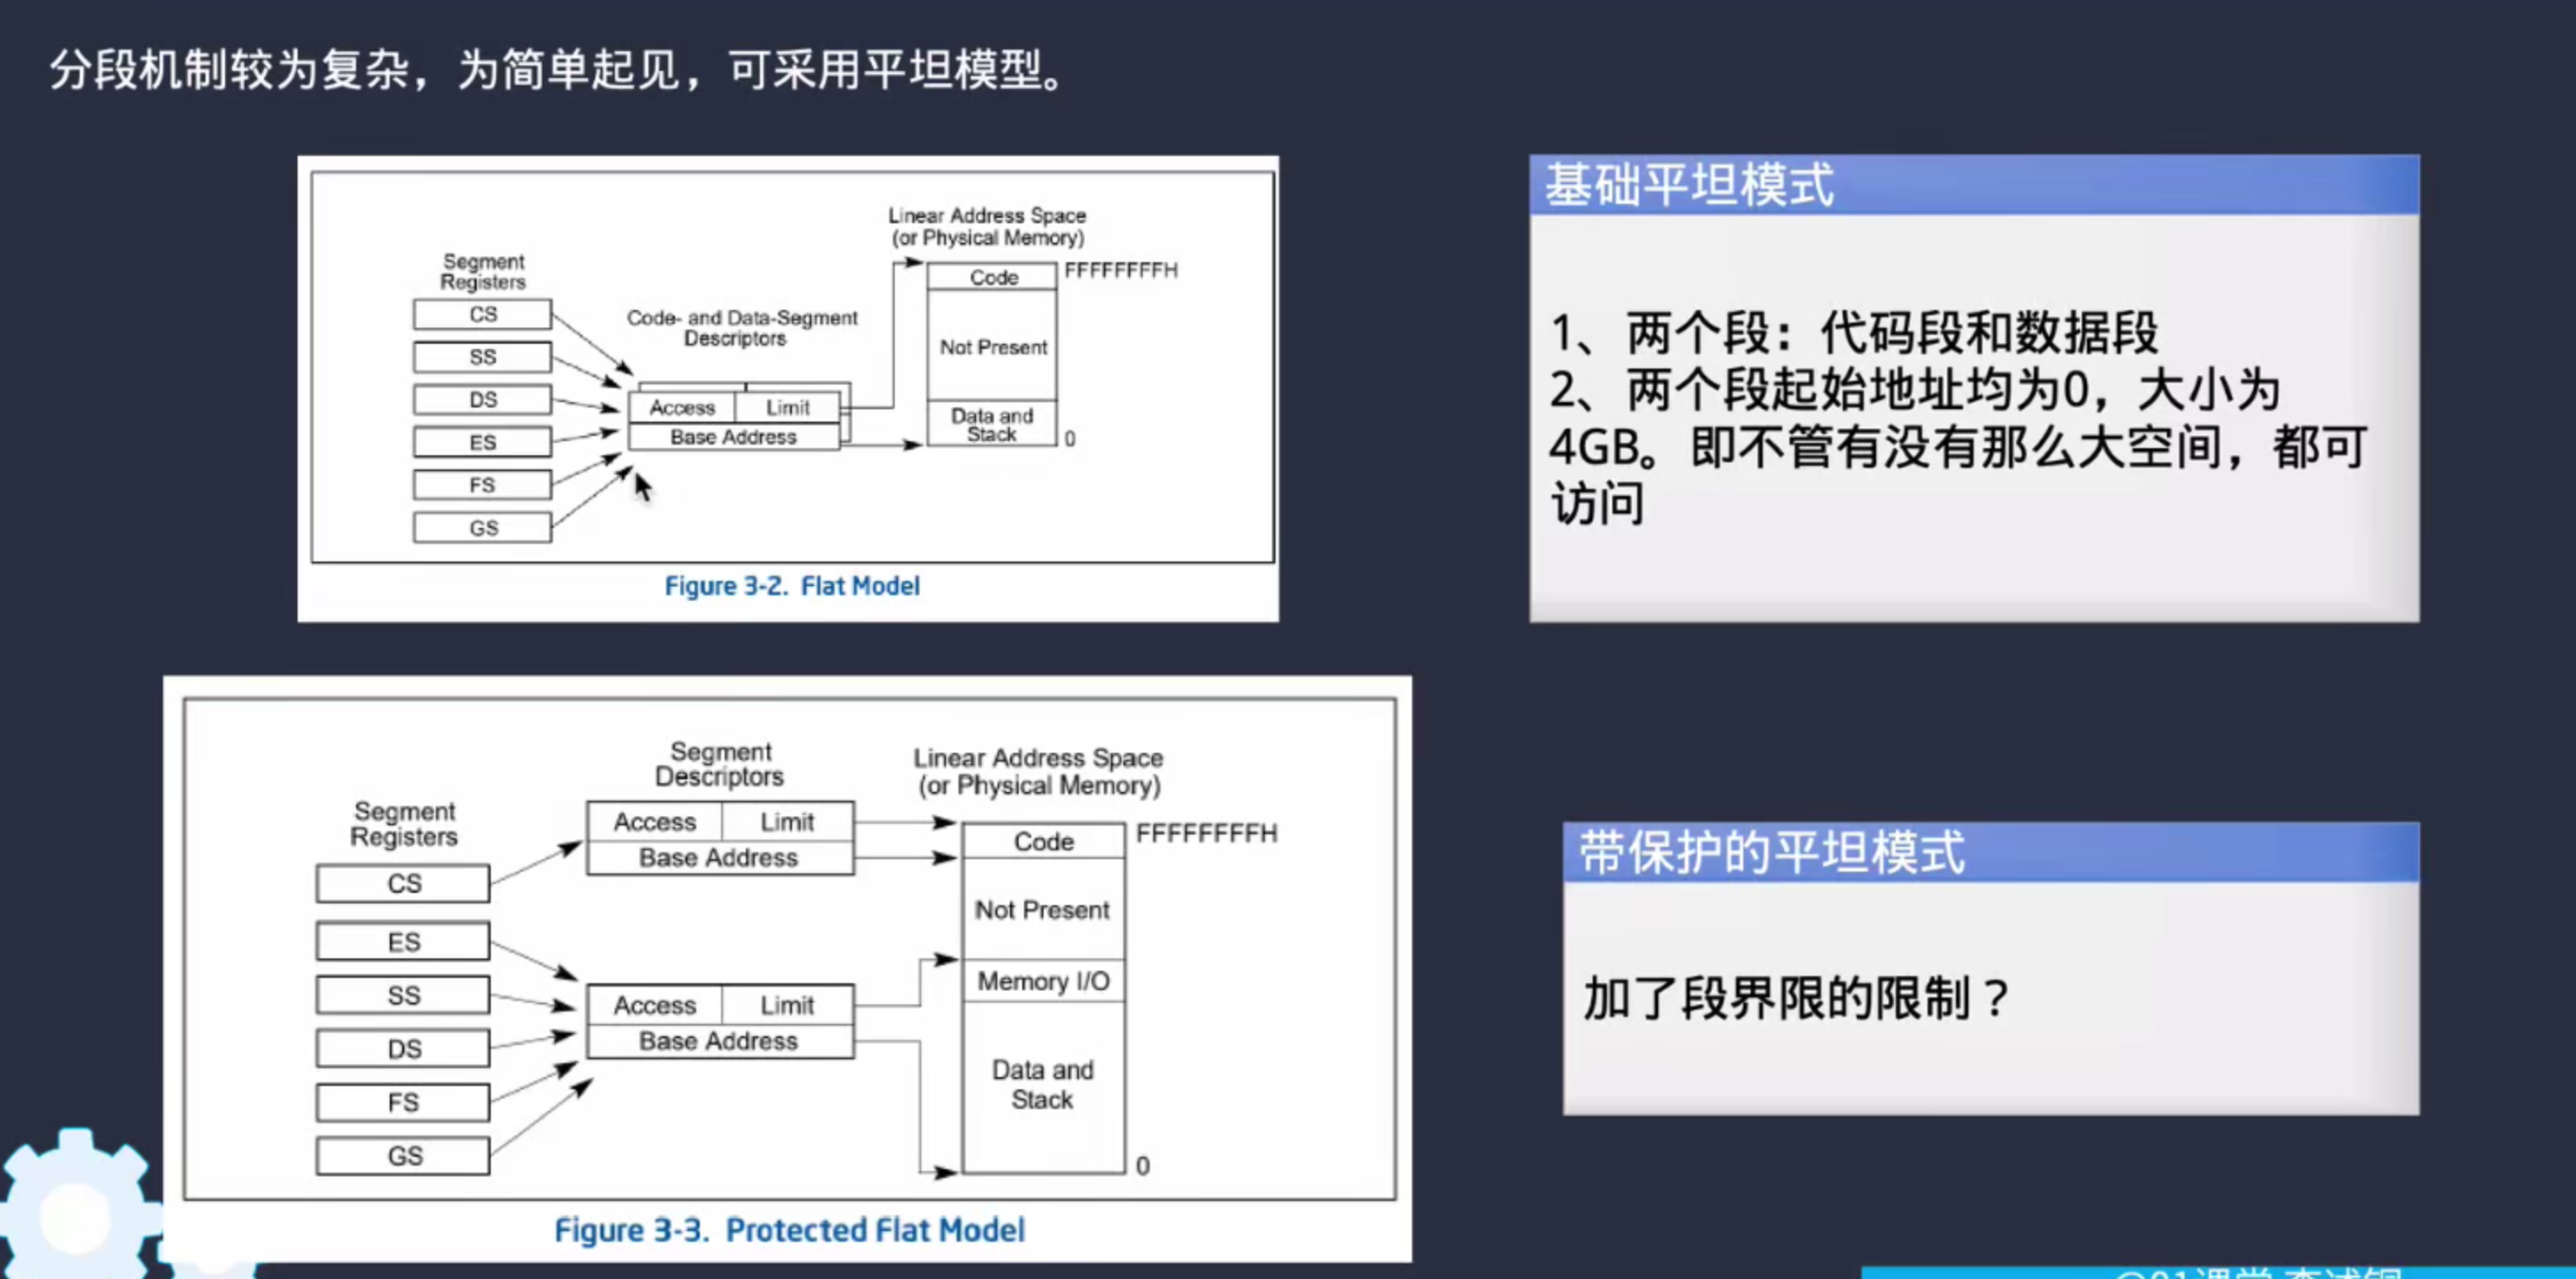 分段机制较为复杂，为简单起见，可采用平坦模型。
Linear Address Space
(or Physical Memory)
Segment
Registers
CS
SS
DS
ES
FS
GS
Code- and Data-Segment
Descriptors
Access
Limit
Base Address
Code
FFFFFFFFH
Not Present
Data and
Stack
0
Figure 3-2. Flat Model
基础平坦模式
1、两个段：代码段和数据段
2、两个段起始地址均为0，大小为
4GB。即不管有没有那么大空间，都可
访问
Segment
Registers
CS
ES
SS
DS
FS
GS
Segment
Descriptors
Access
Limit
Base Address
Access
Limit
Base Address
Linear Address Space
(or Physical Memory)
Code
FFFFFFFFH
Not Present
Memory I/O
Data and
Stack
0
Figure 3-3. Protected Flat Model
带保护的平坦模式
加了段界限的限制？